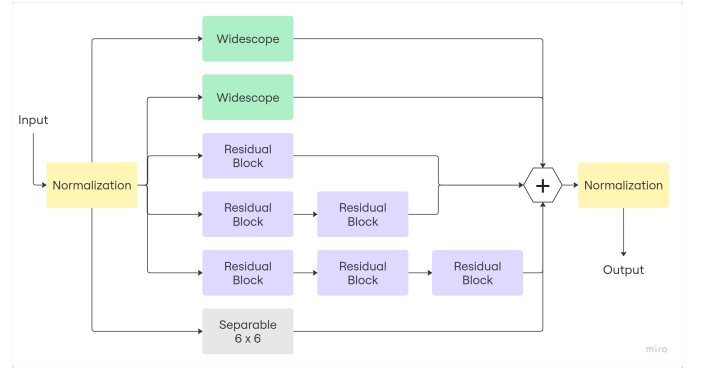 Widescope
Widescope
Input
Residual
Block
Normalization
+
Normalization
Residual
Block
Residual
Block
Residual
Block
Residual
Block
Residual
Block
Output
Separable
6 x 6
miro